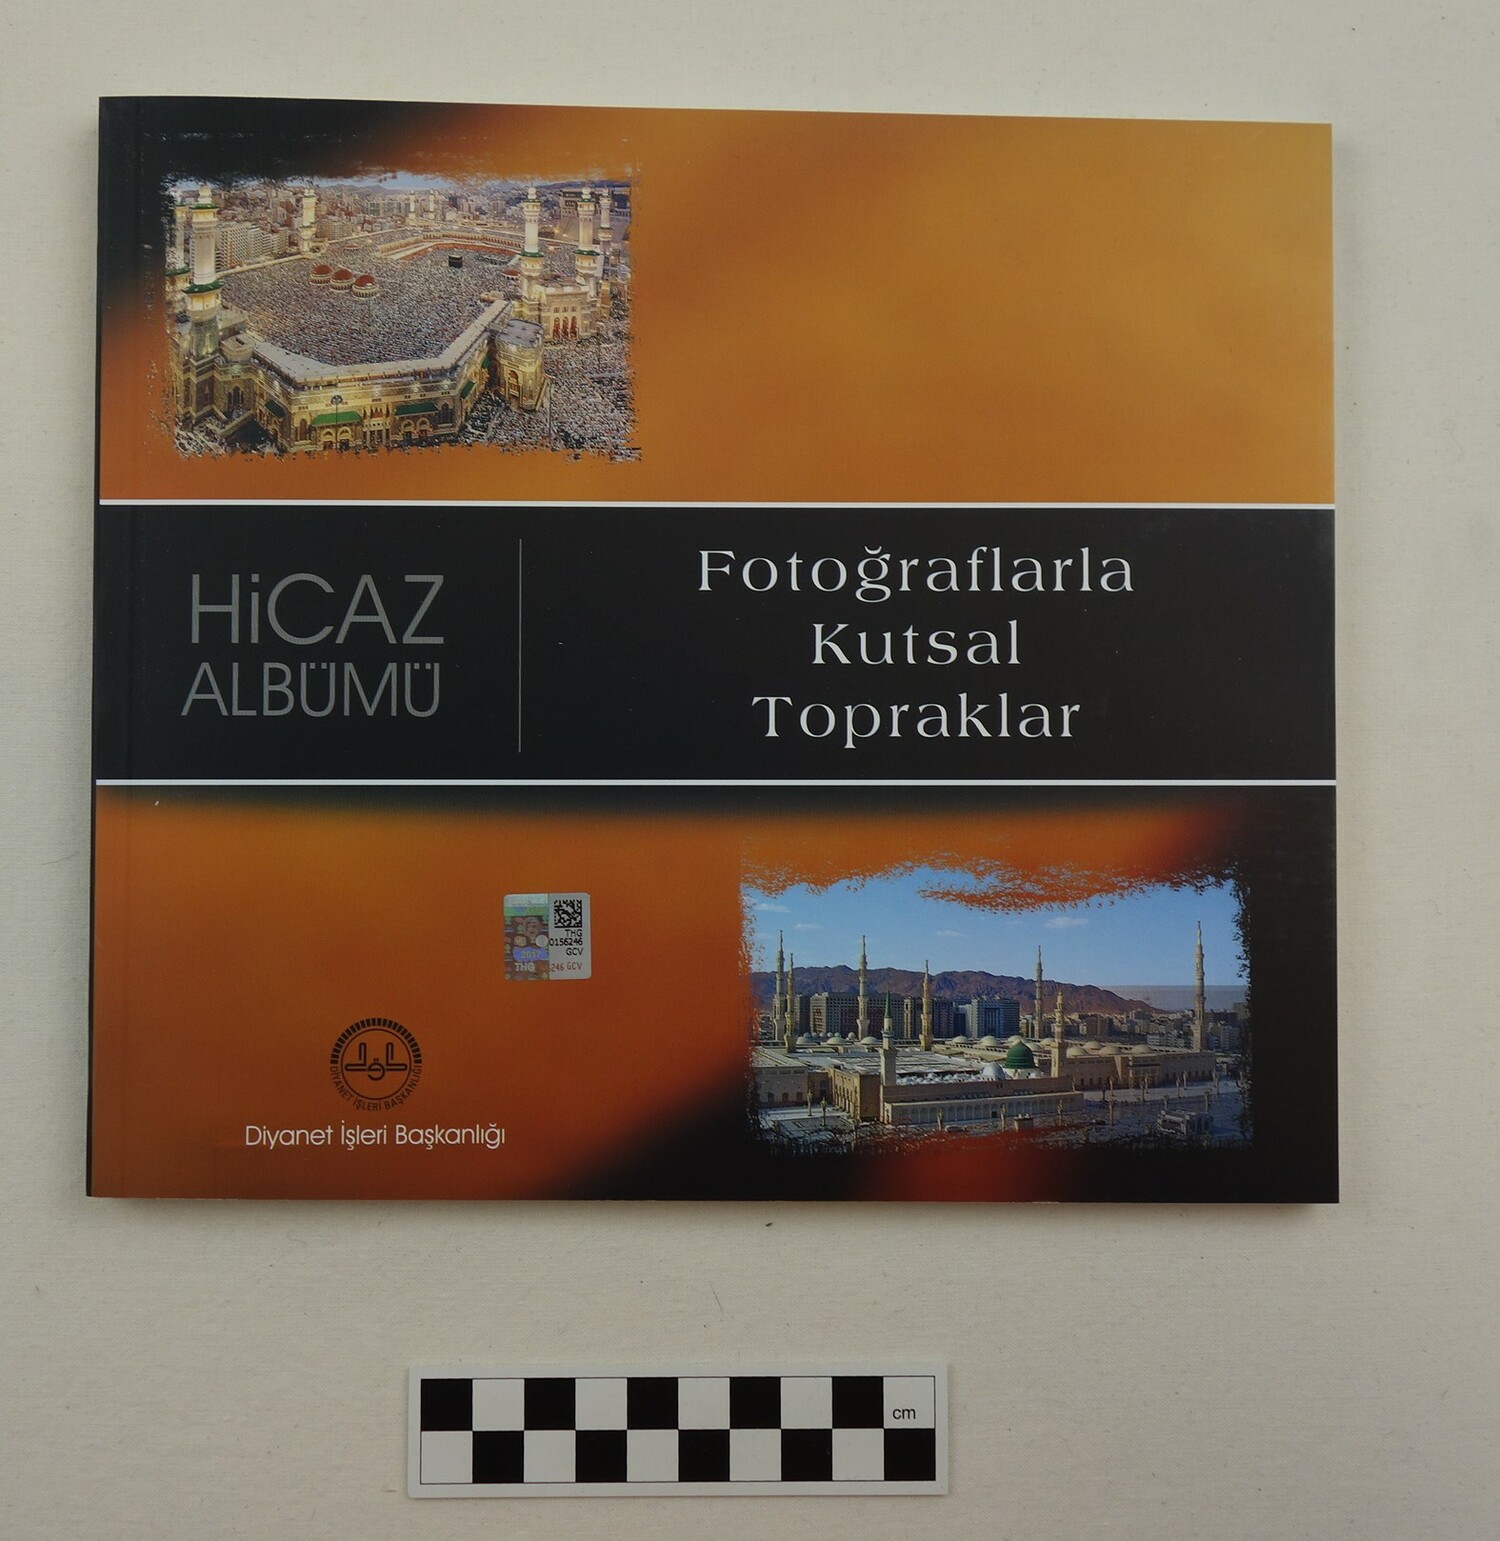 HiCAZ
ALBÜMÜ
Fotoğraflarla
Kutsal
Topraklar
THG
0156246
GCV
2017
THG
246 GCV
DİYANET İŞLERİ BAŞKANLIĞI
Diyanet İşleri Başkanlığı
cm